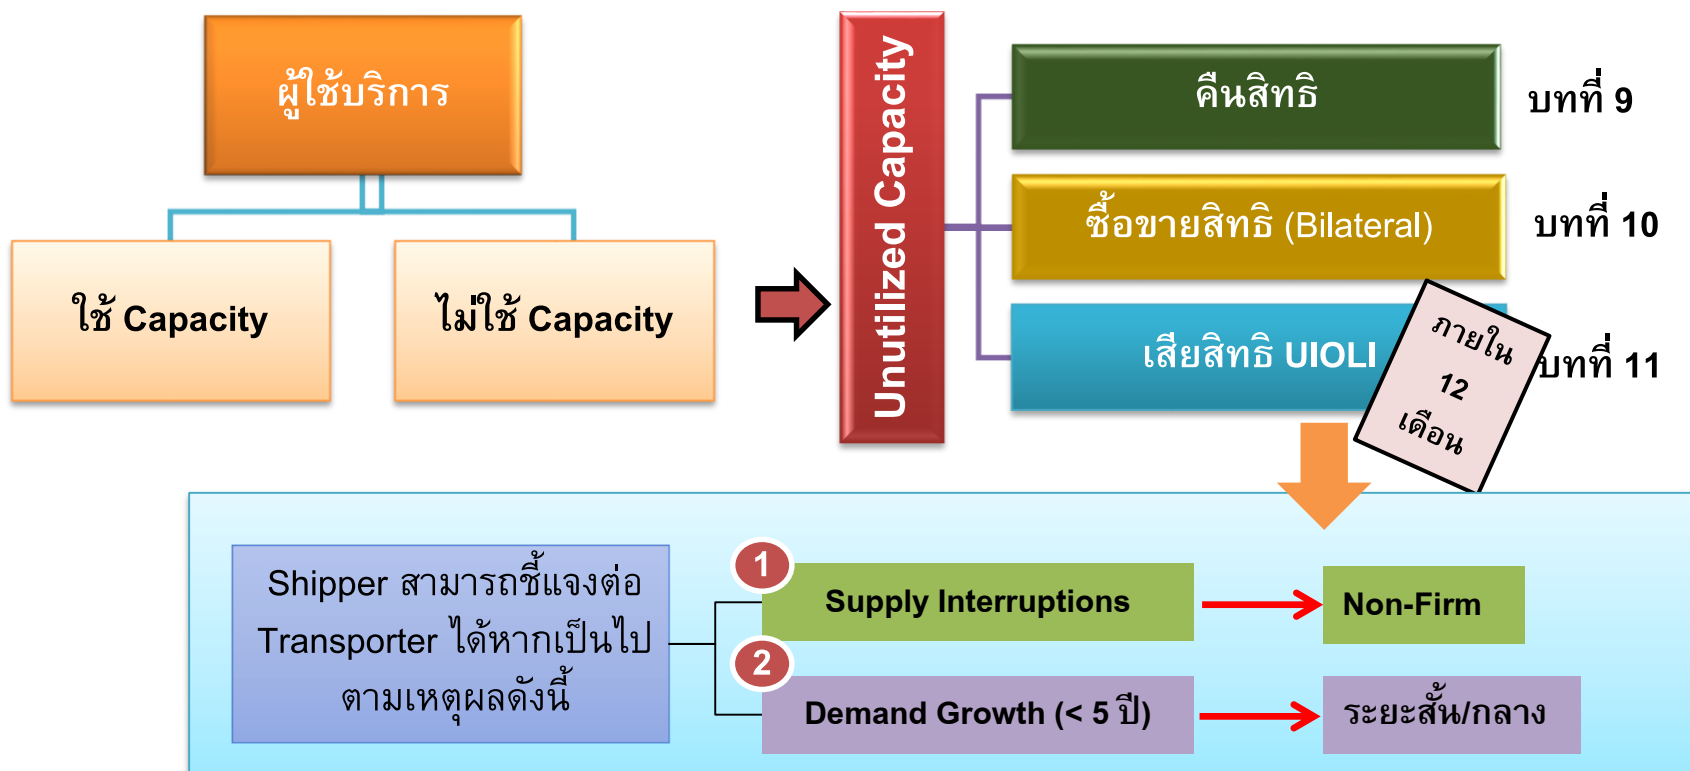 ผู้ใช้บริการ
ใช้ Capacity
ไม่ใช้ Capacity
Unutilized Capacity
คืนสิทธิ
บทที่ 9
ซื้อขายสิทธิ (Bilateral)
บทที่ 10
เสียสิทธิ UIOLI
บทที่ 11
ภายใน
12
เดือน
Shipper สามารถชี้แจงต่อ
Transporter ได้หากเป็นไป
ตามเหตุผลดังนี้
1
Supply Interruptions
Non-Firm
2
Demand Growth (< 5 ปี)
ระยะสั้น/กลาง